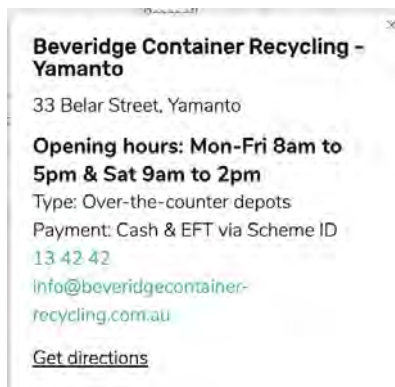 Beveridge Container Recycling -
Yamanto
33 Belar Street, Yamanto
Opening hours: Mon-Fri 8am to
5pm & Sat 9am to 2pm
Type: Over-the-counter depots
Payment: Cash & EFT via Scheme ID
13 42 42
info@beveridgecontainer-
recycling.com.au
Get directions